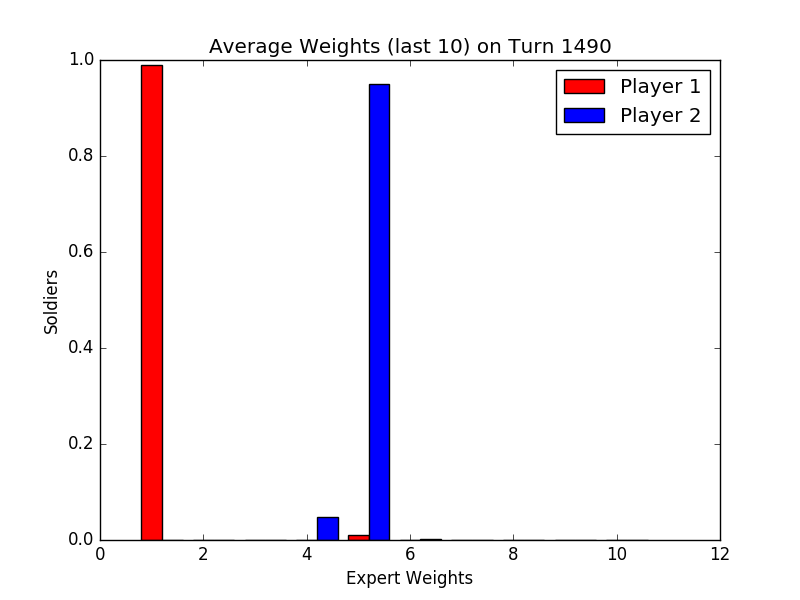 Average Weights (last 10) on Turn 1490
1.0
0.8
0.6
0.4
0.2
0.0
Soldiers
0 2 4 6 8 10 12
Expert Weights
Player 1
Player 2